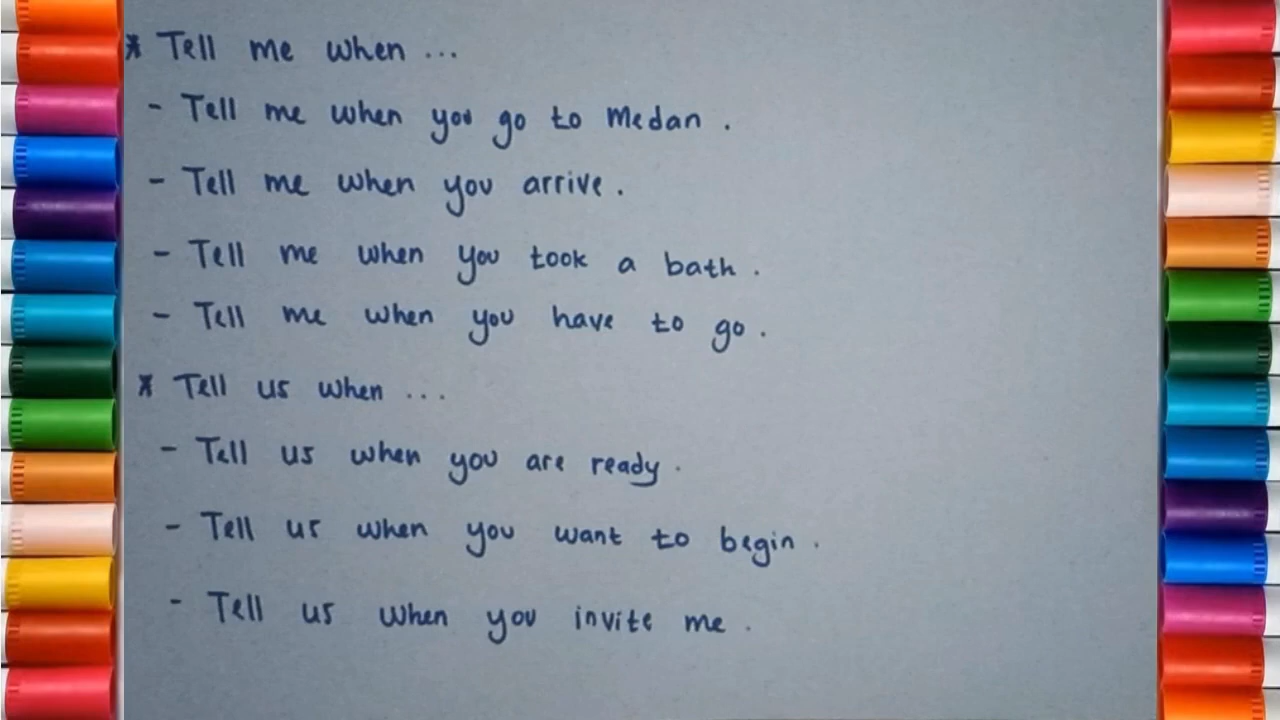 * Tell me when ...
- Tell me when you go to Medan .
- Tell me when you arrive .
- Tell me when you took a bath .
- Tell me when you have to go .
* Tell us when ...
- Tell us when you are ready .
- Tell us when you want to begin .
- Tell us when you invite me .